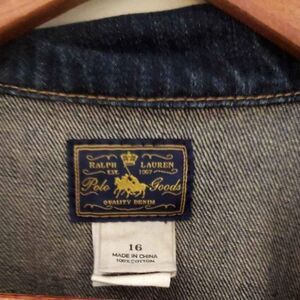 RALPH LAUREN
EST. 1967
Polo Goods
QUALITY DENIM
16
MADE IN CHINA
100% COTTON